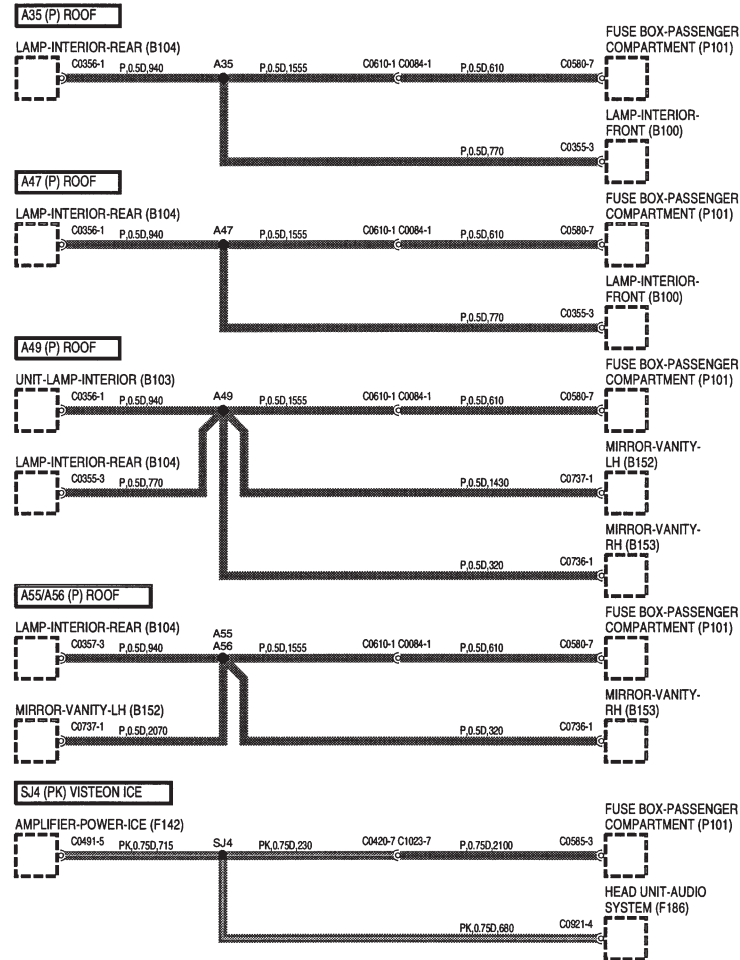 A35 (P) ROOF
FUSE BOX-PASSENGER
COMPARTMENT (P101)
LAMP-INTERIOR-REAR (B104)
C0356-1 P,0.5D,940 A35 P,0.5D,1555 C0610-1 C0084-1 P,0.5D,610 C0580-7
LAMP-INTERIOR-
FRONT (B100)
P,0.5D,770 C0355-3
A47 (P) ROOF
FUSE BOX-PASSENGER
COMPARTMENT (P101)
LAMP-INTERIOR-REAR (B104)
C0356-1 P,0.5D,940 A47 P,0.5D,1555 C0610-1 C0084-1 P,0.5D,610 C0580-7
LAMP-INTERIOR-
FRONT (B100)
P,0.5D,770 C0355-3
A49 (P) ROOF
FUSE BOX-PASSENGER
COMPARTMENT (P101)
UNIT-LAMP-INTERIOR (B103)
C0356-1 P,0.5D,940 A49 P,0.5D,1555 C0610-1 C0084-1 P,0.5D,610 C0580-7
MIRROR-VANITY-
LH (B152)
LAMP-INTERIOR-REAR (B104)
C0355-3 P,0.5D,770 P,0.5D,1430 C0737-1
MIRROR-VANITY-
RH (B153)
P,0.5D,320 C0736-1
A55/A56 (P) ROOF
FUSE BOX-PASSENGER
COMPARTMENT (P101)
LAMP-INTERIOR-REAR (B104)
A55
C0357-3 P,0.5D,940 A56 P,0.5D,1555 C0610-1 C0084-1 P,0.5D,610 C0580-7
MIRROR-VANITY-
RH (B153)
MIRROR-VANITY-LH (B152)
C0737-1 P,0.5D,2070 P,0.5D,320 C0736-1
SJ4 (PK) VISTEON ICE
FUSE BOX-PASSENGER
COMPARTMENT (P101)
AMPLIFIER-POWER-ICE (F142)
C0491-5 PK,0.75D,715 SJ4 PK,0.75D,230 C0420-7 C1023-7 P,0.75D,2100 C0585-3
HEAD UNIT-AUDIO
SYSTEM (F186)
PK,0.75D,680 C0921-4